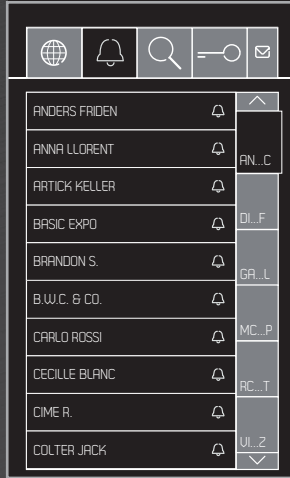 ANDERS FRIDEN
ANNA LLORENT
ARTICK KELLER
BASIC EXPO
BRANDON S.
B.W.C. & CO.
CARLO ROSSI
CECILLE BLANC
CIME R.
COLTER JACK
AN...C
DI...F
GA...L
MC...P
RC...T
VI...Z